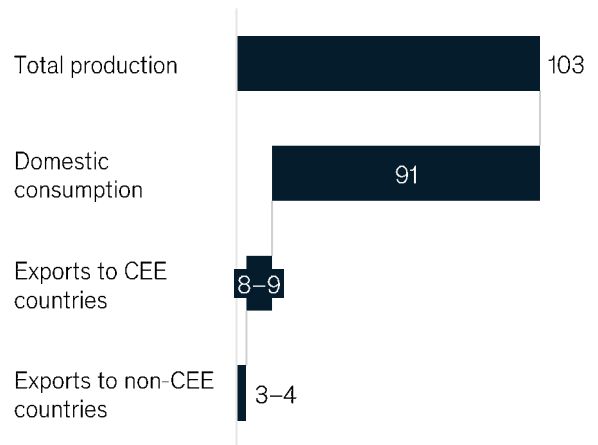 Total production
103
Domestic
consumption
91
Exports to CEE
countries
8–9
Exports to non-CEE
countries
3–4